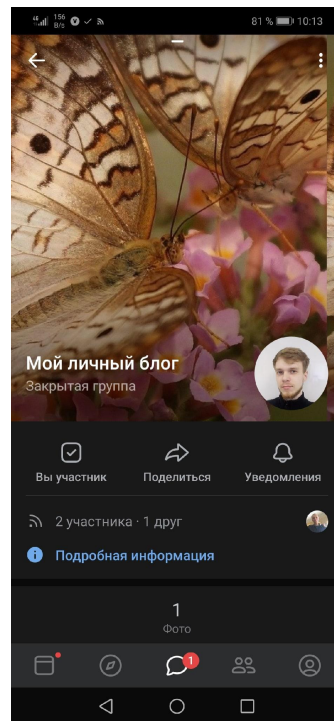 156
B/s
81 % 10:13
Мой личный блог
Закрытая группа
Вы участник Поделиться Уведомления
2 участника · 1 друг
Подробная информация
1
Фото
1